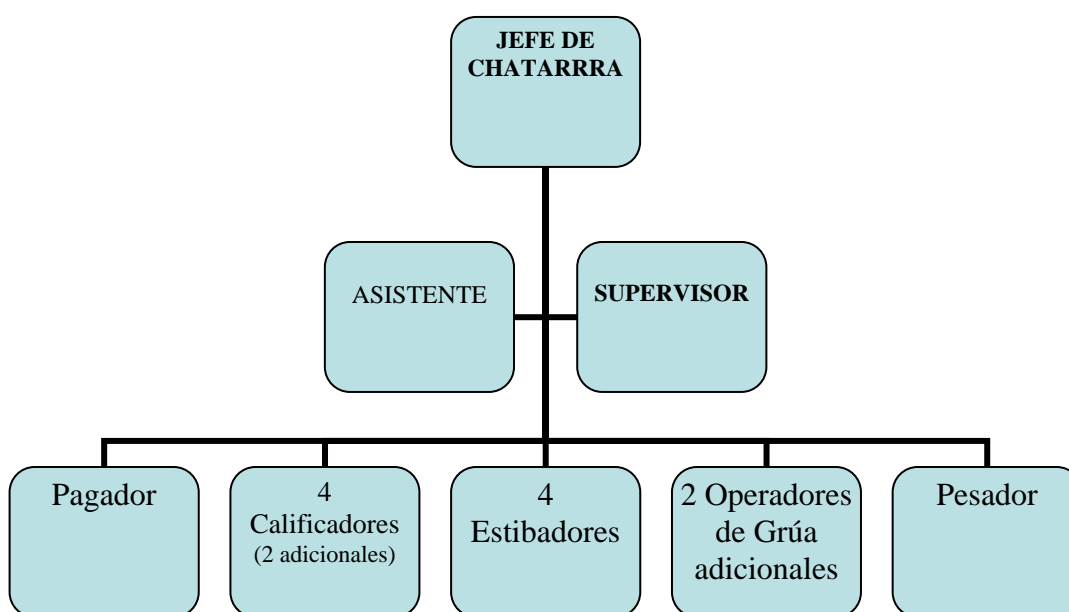 JEFE DE
CHATARRRA
ASISTENTE
SUPERVISOR
Pagador
4
Calificadores
(2 adicionales)
4
Estibadores
2 Operadores
de Grúa
adicionales
Pesador